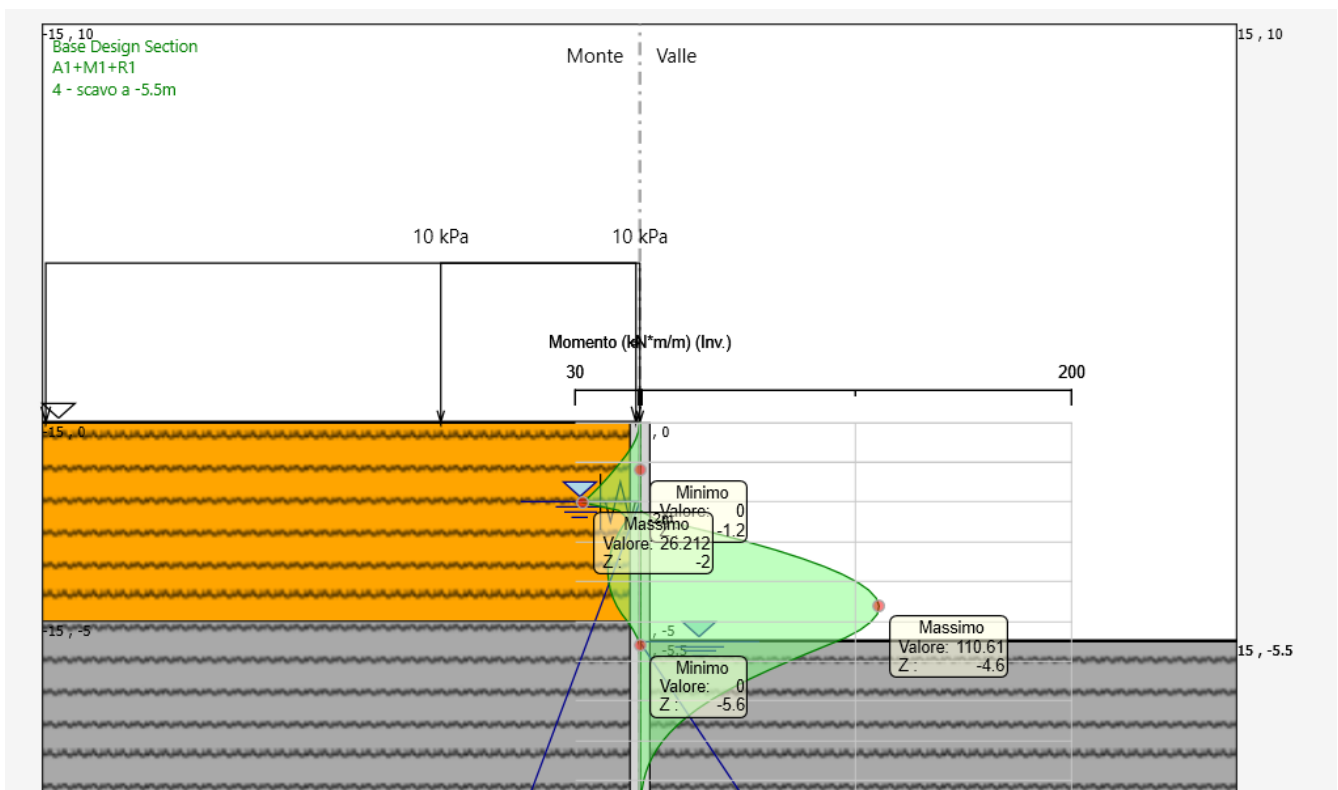 -15 , 10
15 , 10
Base Design Section
A1+M1+R1
4 - scavo a -5.5m
Monte
Valle
10 kPa
10 kPa
Momento (kN*m/m) (Inv.)
30
200
-15 , 0
, 0
Minimo
Valore: 0
-1.2
Massimo
Valore: 26.212
Z : -2
-15 , -5
, -5
-5.5
Massimo
Valore: 110.61
Z : -4.6
15 , -5.5
Minimo
Valore: 0
Z : -5.6